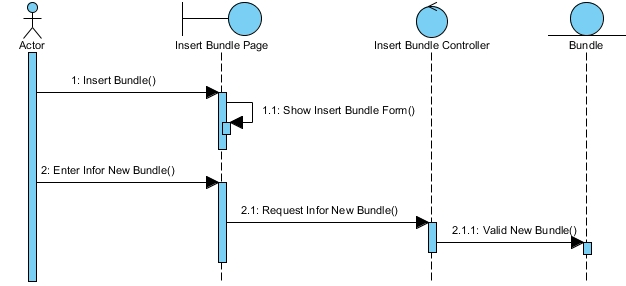 Actor
Insert Bundle Page
Insert Bundle Controller
Bundle
1: Insert Bundle()
1.1: Show Insert Bundle Form()
2: Enter Infor New Bundle()
2.1: Request Infor New Bundle()
2.1.1: Valid New Bundle()